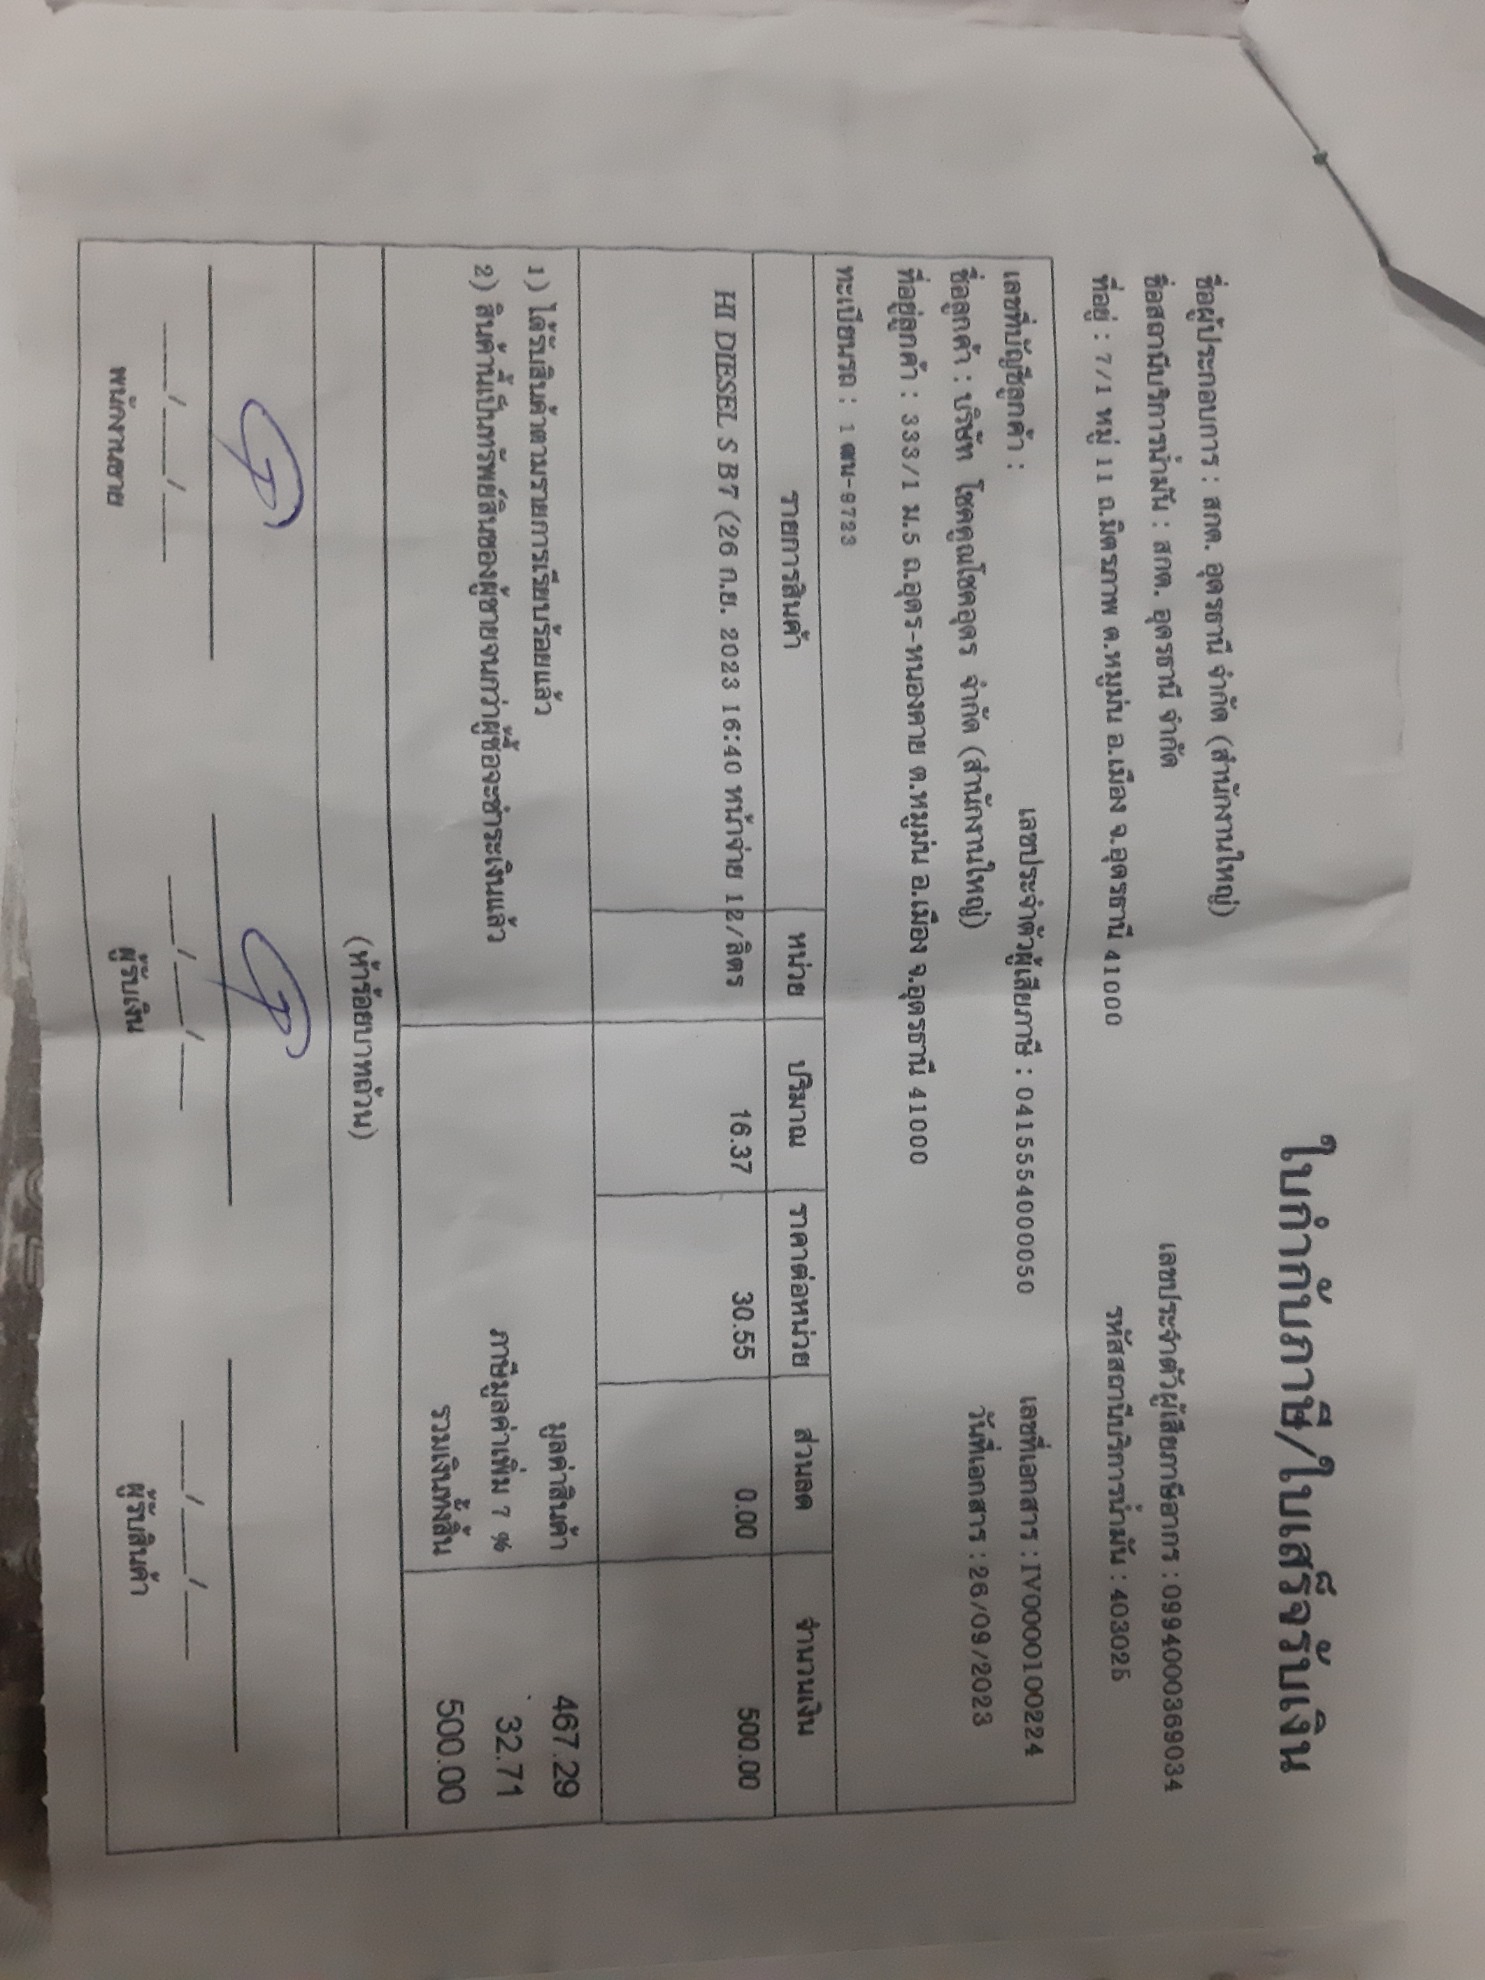 ใบกำกับภาษี/ใบเสร็จรับเงิน
ชื่อผู้ประกอบการ : สกต. อุดรธานี จำกัด (สำนักงานใหญ่)
เลขประจำตัวผู้เสียภาษีอากร : 0994000369034
ชื่อสถานีบริการน้ำมัน : สกต. อุดรธานี จำกัด
รหัสสถานีบริการน้ำมัน : 403025
ที่อยู่ : 7/1 หมู่ 11 ถ.มิตรภาพ ต.หมูม่น อ.เมือง จ.อุดรธานี 41000
เลขที่บัญชีลูกค้า : เลขประจำตัวผู้เสียภาษี : 0415554000050 เลขที่เอกสาร : IV0000100224
ชื่อลูกค้า : บริษัท โชคคูณโชคอุดร จำกัด (สำนักงานใหญ่) วันที่เอกสาร : 26/09/2023
ที่อยู่ลูกค้า : 333/1 ม.5 ถ.อุดร-หนองคาย ต.หมูม่น อ.เมือง จ.อุดรธานี 41000
ทะเบียนรถ : 1 ฒน-9723
รายการสินค้า หน่วย ปริมาณ ราคาต่อหน่วย ส่วนลด จำนวนเงิน
HI DIESEL S B7 (26 ก.ย. 2023 16:40 หน้าจ่าย 12/ลิตร 16.37 30.55 0.00 500.00
1) ได้รับสินค้าตามรายการเรียบร้อยแล้ว มูลค่าสินค้า 467.29
2) สินค้านี้เป็นทรัพย์สินของผู้ขายจนกว่าผู้ซื้อจะชำระเงินแล้ว ภาษีมูลค่าเพิ่ม 7 % 32.71
รวมเงินทั้งสิ้น 500.00
(ห้าร้อยบาทถ้วน)
___/___/___ ___/___/___ ___/___/___
พนักงานขาย ผู้รับเงิน ผู้รับสินค้า